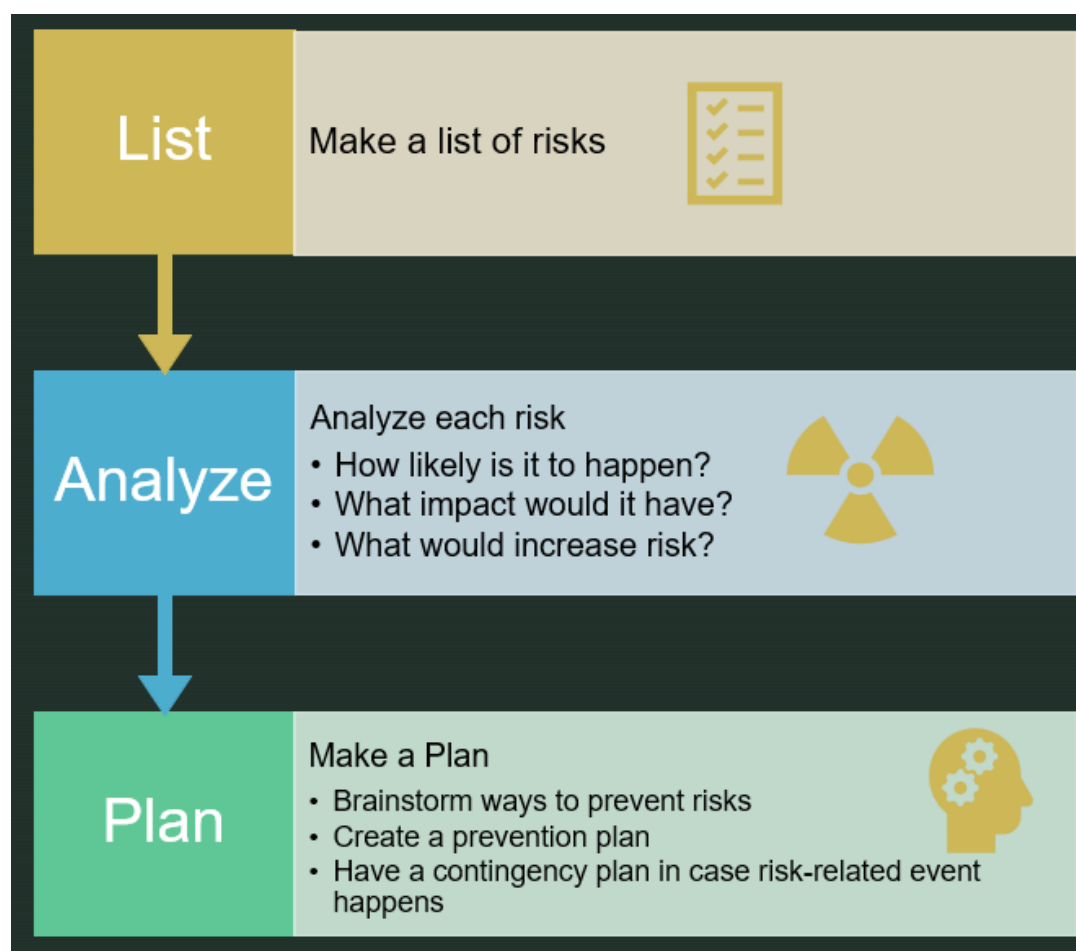 List
Make a list of risks
Analyze
Analyze each risk
• How likely is it to happen?
• What impact would it have?
• What would increase risk?
Plan
Make a Plan
• Brainstorm ways to prevent risks
• Create a prevention plan
• Have a contingency plan in case risk-related event
happens